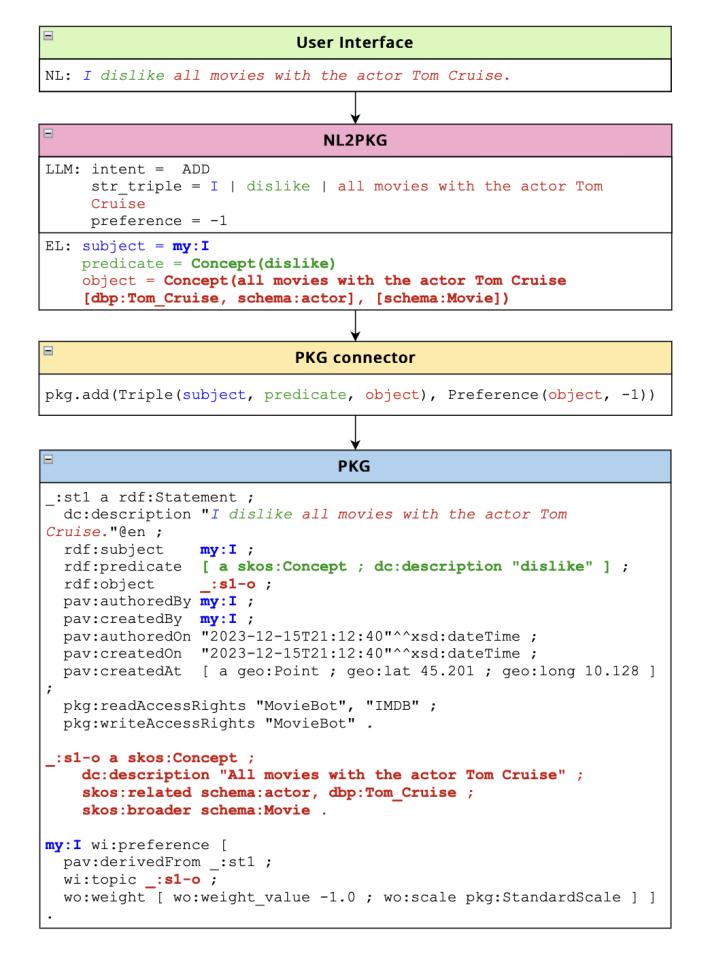 User Interface
NL: I dislike all movies with the actor Tom Cruise.
NL2PKG
LLM: intent = ADD
str_triple = I | dislike | all movies with the actor Tom
Cruise
preference = -1
EL: subject = my:I
predicate = Concept(dislike)
object = Concept(all movies with the actor Tom Cruise
[dbp:Tom_Cruise, schema:actor], [schema:Movie])
PKG connector
pkg.add(Triple(subject, predicate, object), Preference(object, -1))
PKG
_:st1 a rdf:Statement ;
dc:description "I dislike all movies with the actor Tom
Cruise."@en ;
rdf:subject my:I ;
rdf:predicate [ a skos:Concept ; dc:description "dislike" ] ;
rdf:object _:s1-o ;
pav:authoredBy my:I ;
pav:createdBy my:I ;
pav:authoredOn "2023-12-15T21:12:40"^^xsd:dateTime ;
pav:createdOn "2023-12-15T21:12:40"^^xsd:dateTime ;
pav:createdAt [ a geo:Point ; geo:lat 45.201 ; geo:long 10.128 ]
;
pkg:readAccessRights "MovieBot", "IMDB" ;
pkg:writeAccessRights "MovieBot" .
_:s1-o a skos:Concept ;
dc:description "All movies with the actor Tom Cruise" ;
skos:related schema:actor, dbp:Tom_Cruise ;
skos:broader schema:Movie .
my:I wi:preference [
pav:derivedFrom _:st1 ;
wi:topic _:s1-o ;
wo:weight [ wo:weight_value -1.0 ; wo:scale pkg:StandardScale ] ]
.